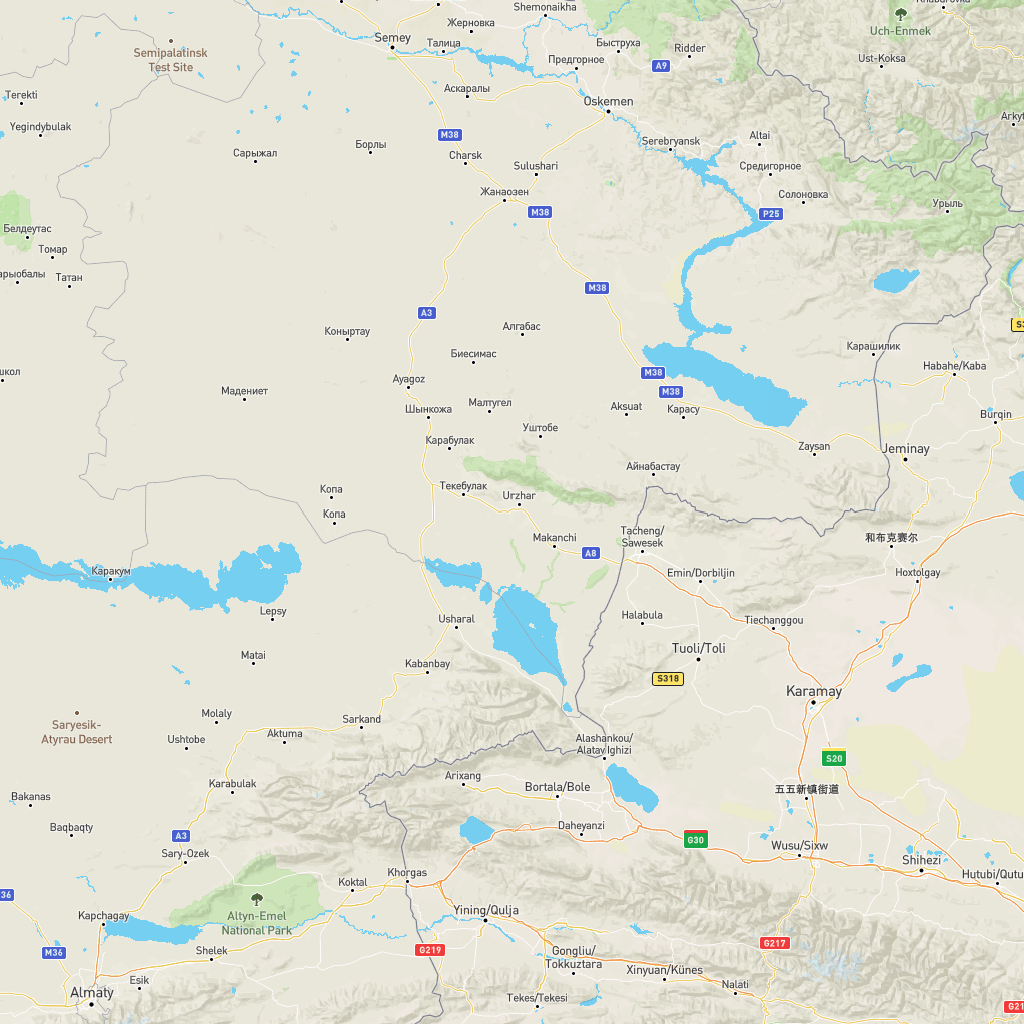 Shemonaikha
Жерновка
Semey
Талица
Быструха
Ridder
Предгорное
A9
Uch-Enmek
Ust-Koksa
Semipalatinsk
Test Site
Terekti
Аскаралы
Oskemen
Yegindybulak
M38
Сарыжал
Борлы
Charsk
Sulushari
Serebryansk
Altai
Средигорное
Солоновка
Жанаозен
M38
P25
Урыль
Белдеутас
Томар
Татан
M38
A3
Коныртау
Алгабас
Биесимас
Карашилик
Habahe/Kaba
Ayagoz
M38
M38
Мадениет
Малтугел
Шынкожа
Aksuat
Карасу
Burqin
Уштобе
Карабулак
Zaysan
Jeminay
Айнабастау
Копа
Текебулак
Urzhar
Копа
Makanchi
A8
Tacheng/
Sawesek
和布克赛尔
Каракум
Emin/Dorbiljin
Hoxtolgay
Lepsy
Usharal
Halabula
Tiechanggou
Matai
Kabanbay
Tuoli/Toli
S318
Karamay
Saryesik-
Atyrau Desert
Molaly
Sarkand
Ushtobe
Aktuma
Alashankou/
Alataw Ighizi
S20
Arixang
Bortala/Bole
Karabulak
五五新镇街道
Bakanas
Baqbaqty
A3
Daheyanzi
G30
Sary-Ozek
Wusu/Sixw
Shihezi
Khorgas
Koktal
Hutubi/Qutu
36
Altyn-Emel
National Park
Kapchagay
Yining/Qulja
G219
G217
M36
Shelek
Gongliu/
Tokkuztara
Xinyuan/Künes
Esik
Almaty
Nalati
Tekes/Tekesi